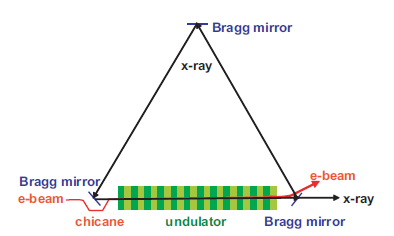 Bragg mirror
x-ray
e-beam
Bragg mirror
e-beam
x-ray
chicane
undulator
Bragg mirror